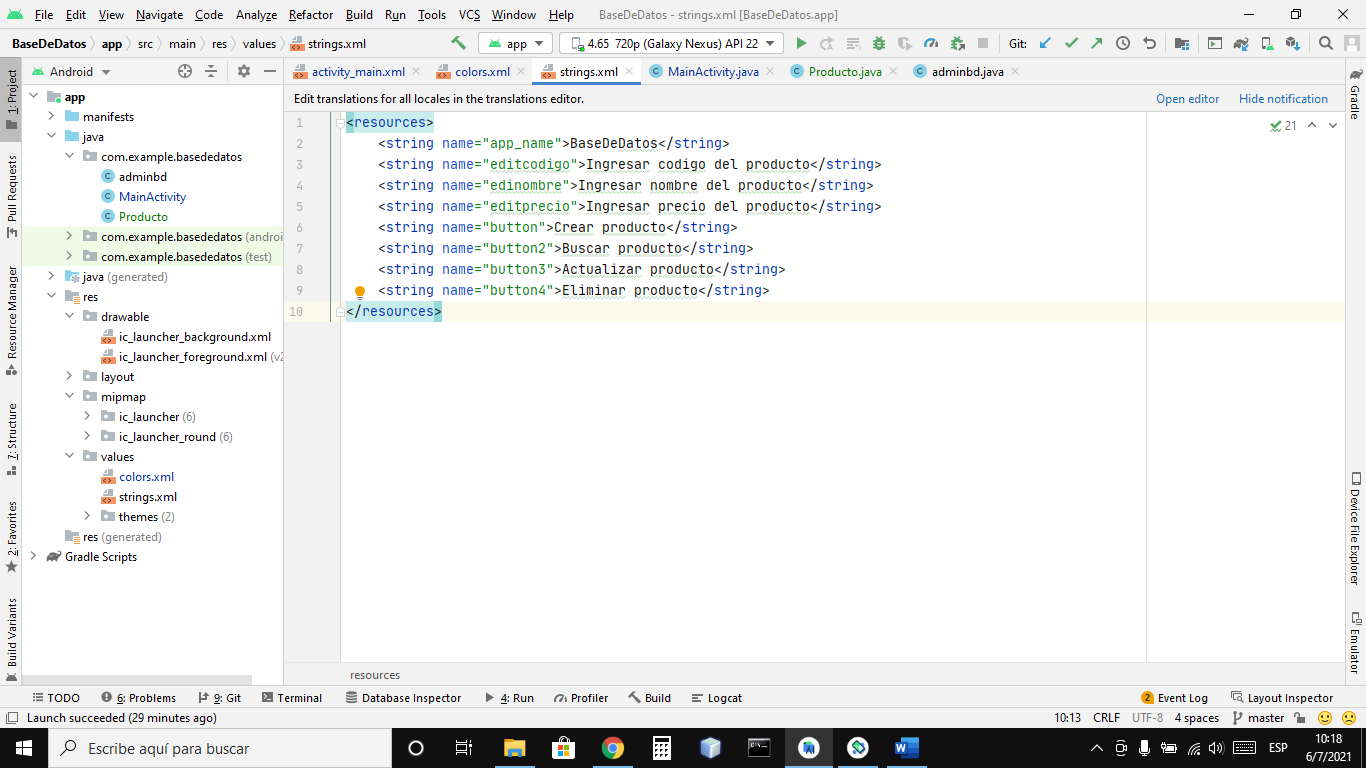 File Edit View Navigate Code Analyze Refactor Build Run Tools VCS Window Help BaseDeDatos - strings.xml [BaseDeDatos.app]
BaseDeDatos app src main res values strings.xml app 4.65 720p (Galaxy Nexus) API 22 Git:
Android activity_main.xml colors.xml strings.xml MainActivity.java Producto.java adminbd.java
Edit translations for all locales in the translations editor. Open editor Hide notification
1: Project
Pull Requests
Resource Manager
7: Structure
2: Favorites
Build Variants
app
manifests
java
com.example.basededatos
adminbd
MainActivity
Producto
com.example.basededatos (androi
com.example.basededatos (test)
java (generated)
res
drawable
ic_launcher_background.xml
ic_launcher_foreground.xml (v2
layout
mipmap
ic_launcher (6)
ic_launcher_round (6)
values
colors.xml
strings.xml
themes (2)
res (generated)
Gradle Scripts
1 <resources>
2 <string name="app_name">BaseDeDatos</string>
3 <string name="editcodigo">Ingresar codigo del producto</string>
4 <string name="edinombre">Ingresar nombre del producto</string>
5 <string name="editprecio">Ingresar precio del producto</string>
6 <string name="button">Crear producto</string>
7 <string name="button2">Buscar producto</string>
8 <string name="button3">Actualizar producto</string>
9 <string name="button4">Eliminar producto</string>
10 </resources>
21
Gradle
Device File Explorer
Emulator
resources
TODO 6: Problems 9: Git Terminal Database Inspector 4: Run Profiler Build Logcat 2 Event Log Layout Inspector
Launch succeeded (29 minutes ago) 10:13 CRLF UTF-8 4 spaces master
Escribe aquí para buscar ESP 10:18
6/7/2021